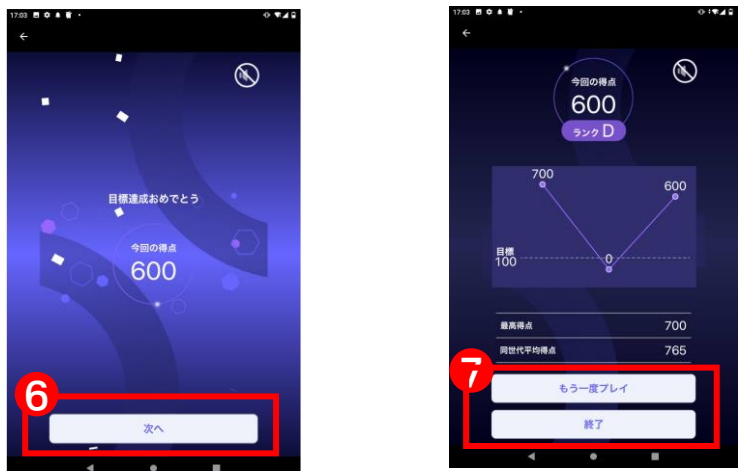 17:03
目標達成おめでとう
今回の得点
600
6
次へ
17:03
今回の得点
600
ランク D
700
600
目標
100
0
最高得点
700
同世代平均得点
765
7
もう一度プレイ
終了